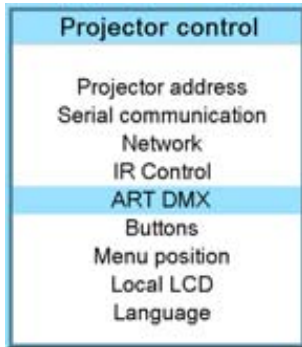 Projector control
Projector address
Serial communication
Network
IR Control
ART DMX
Buttons
Menu position
Local LCD
Language